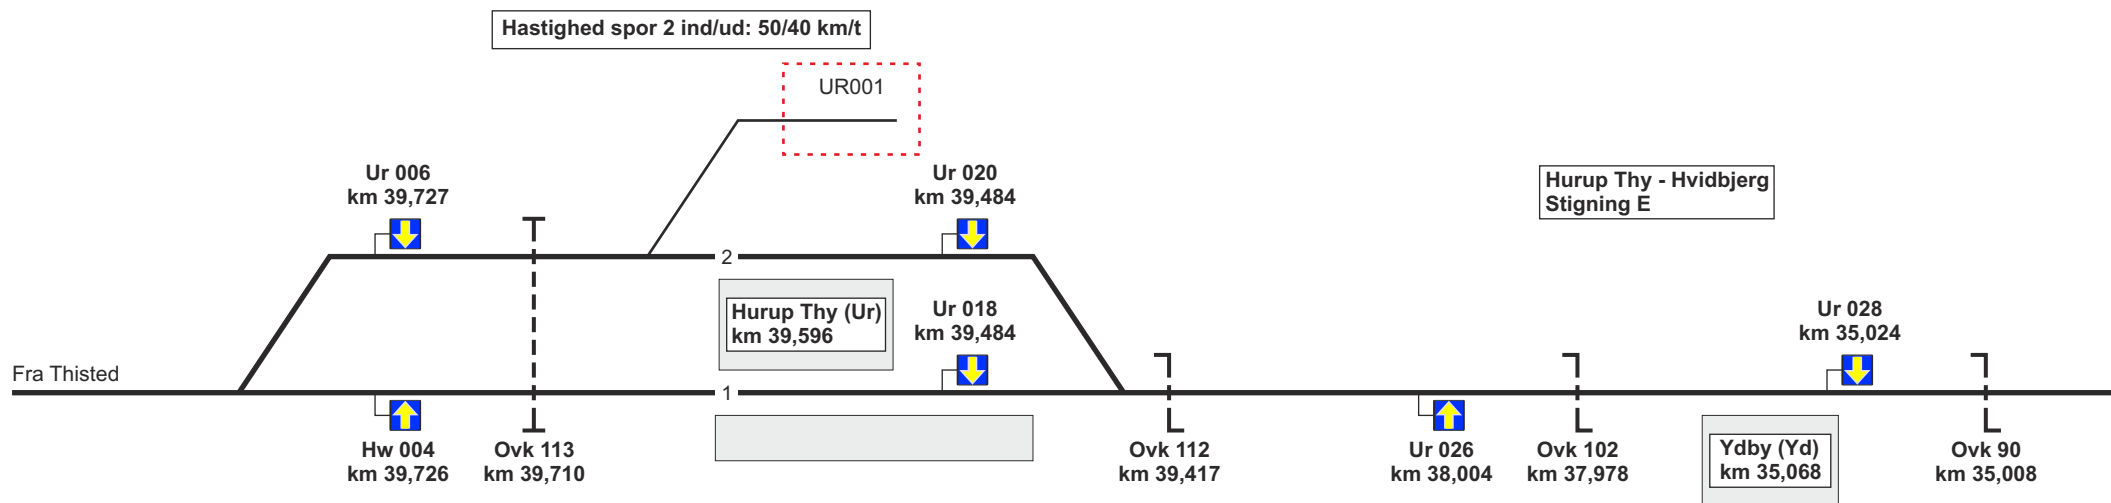 Hastighed spor 2 ind/ud: 50/40 km/t
UR001
Ur 006
km 39,727
Ur 020
km 39,484
Hurup Thy - Hvidbjerg
Stigning E
2
Hurup Thy (Ur)
km 39,596
Ur 018
km 39,484
Ur 028
km 35,024
Fra Thisted
1
Hw 004
km 39,726
Ovk 113
km 39,710
Ovk 112
km 39,417
Ur 026
km 38,004
Ovk 102
km 37,978
Ydby (Yd)
km 35,068
Ovk 90
km 35,008